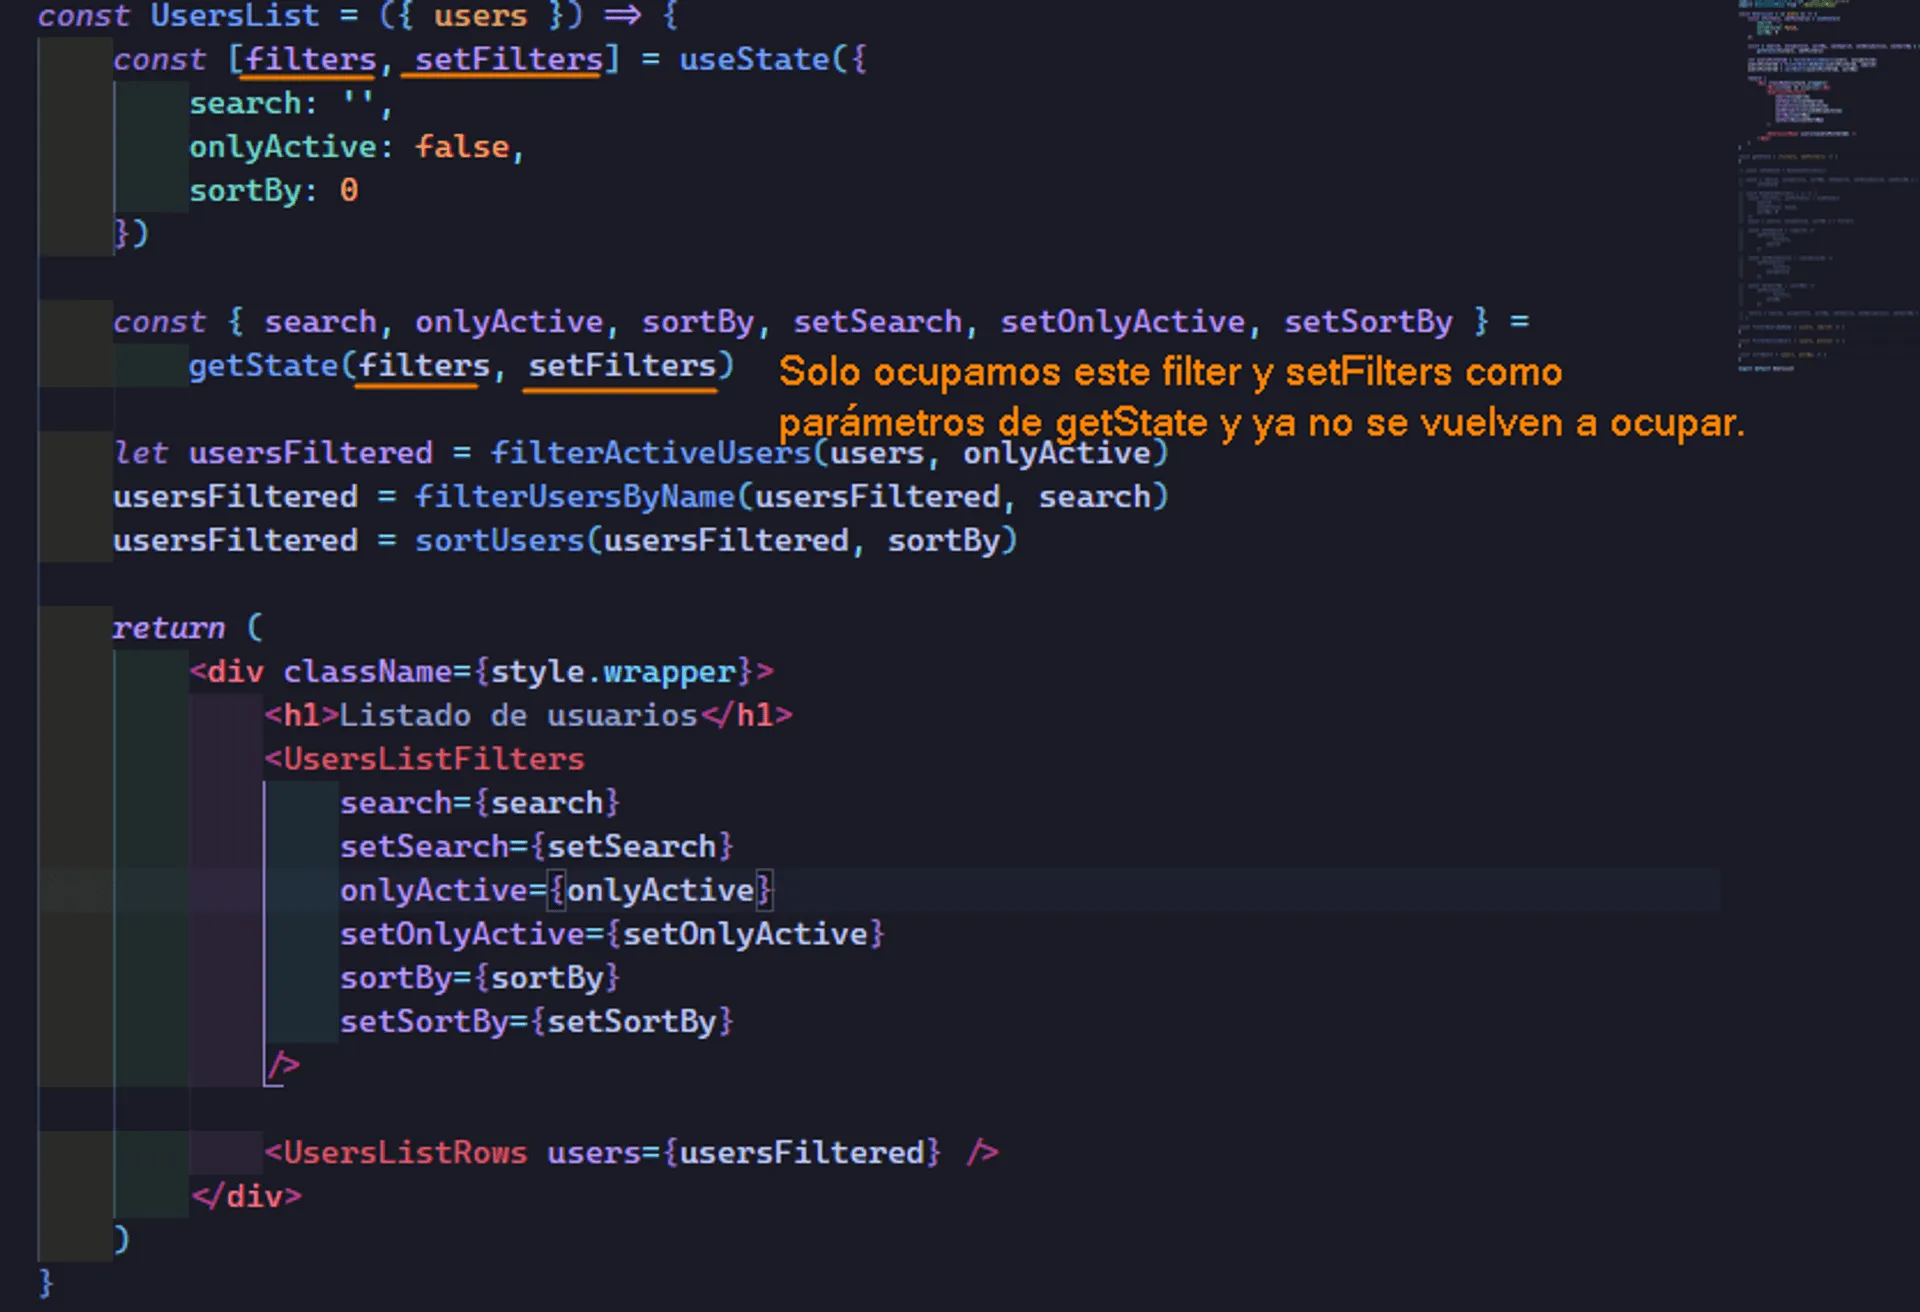 const UsersList = ({ users }) => {
const [filters, setFilters] = useState({
search: '',
onlyActive: false,
sortBy: 0
})
const { search, onlyActive, sortBy, setSearch, setOnlyActive, setSortBy } =
getState(filters, setFilters)
Solo ocupamos este filter y setFilters como
parámetros de getState y ya no se vuelven a ocupar.
let usersFiltered = filterActiveUsers(users, onlyActive)
usersFiltered = filterUsersByName(usersFiltered, search)
usersFiltered = sortUsers(usersFiltered, sortBy)
return (
<div className={style.wrapper}>
<h1>Listado de usuarios</h1>
<UsersListFilters
search={search}
setSearch={setSearch}
onlyActive={onlyActive}
setOnlyActive={setOnlyActive}
sortBy={sortBy}
setSortBy={setSortBy}
/>
<UsersListRows users={usersFiltered} />
</div>
)
}